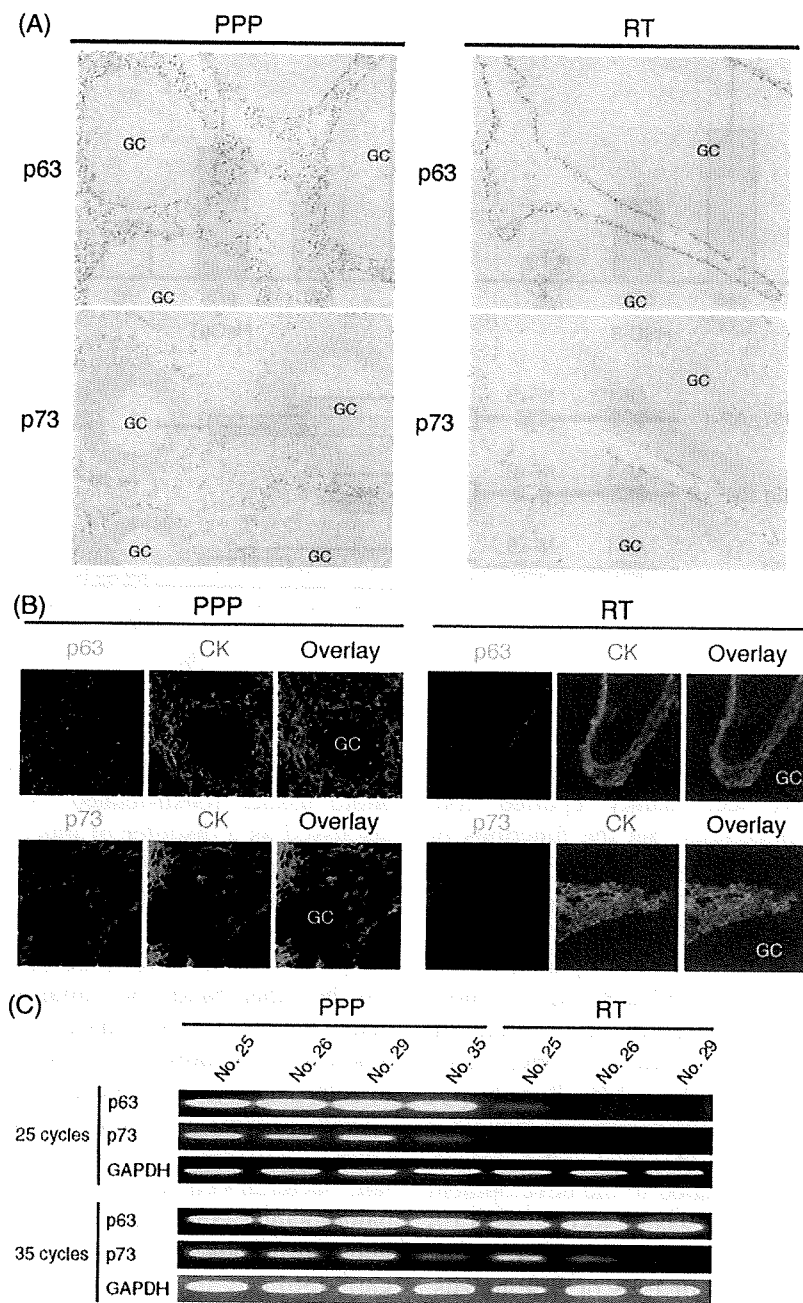 (A)
PPP
RT
p63
GC
GC
GC
p63
GC
GC
p73
GC
GC
GC
GC
p73
GC
GC
(B)
PPP
RT
p63 CK Overlay
p63 CK Overlay
GC
GC
p73 CK Overlay
p73 CK Overlay
GC
GC
(C)
PPP
RT
No. 25 No. 26 No. 29 No. 35 No. 25 No. 26 No. 29
25 cycles
p63
p73
GAPDH
35 cycles
p63
p73
GAPDH